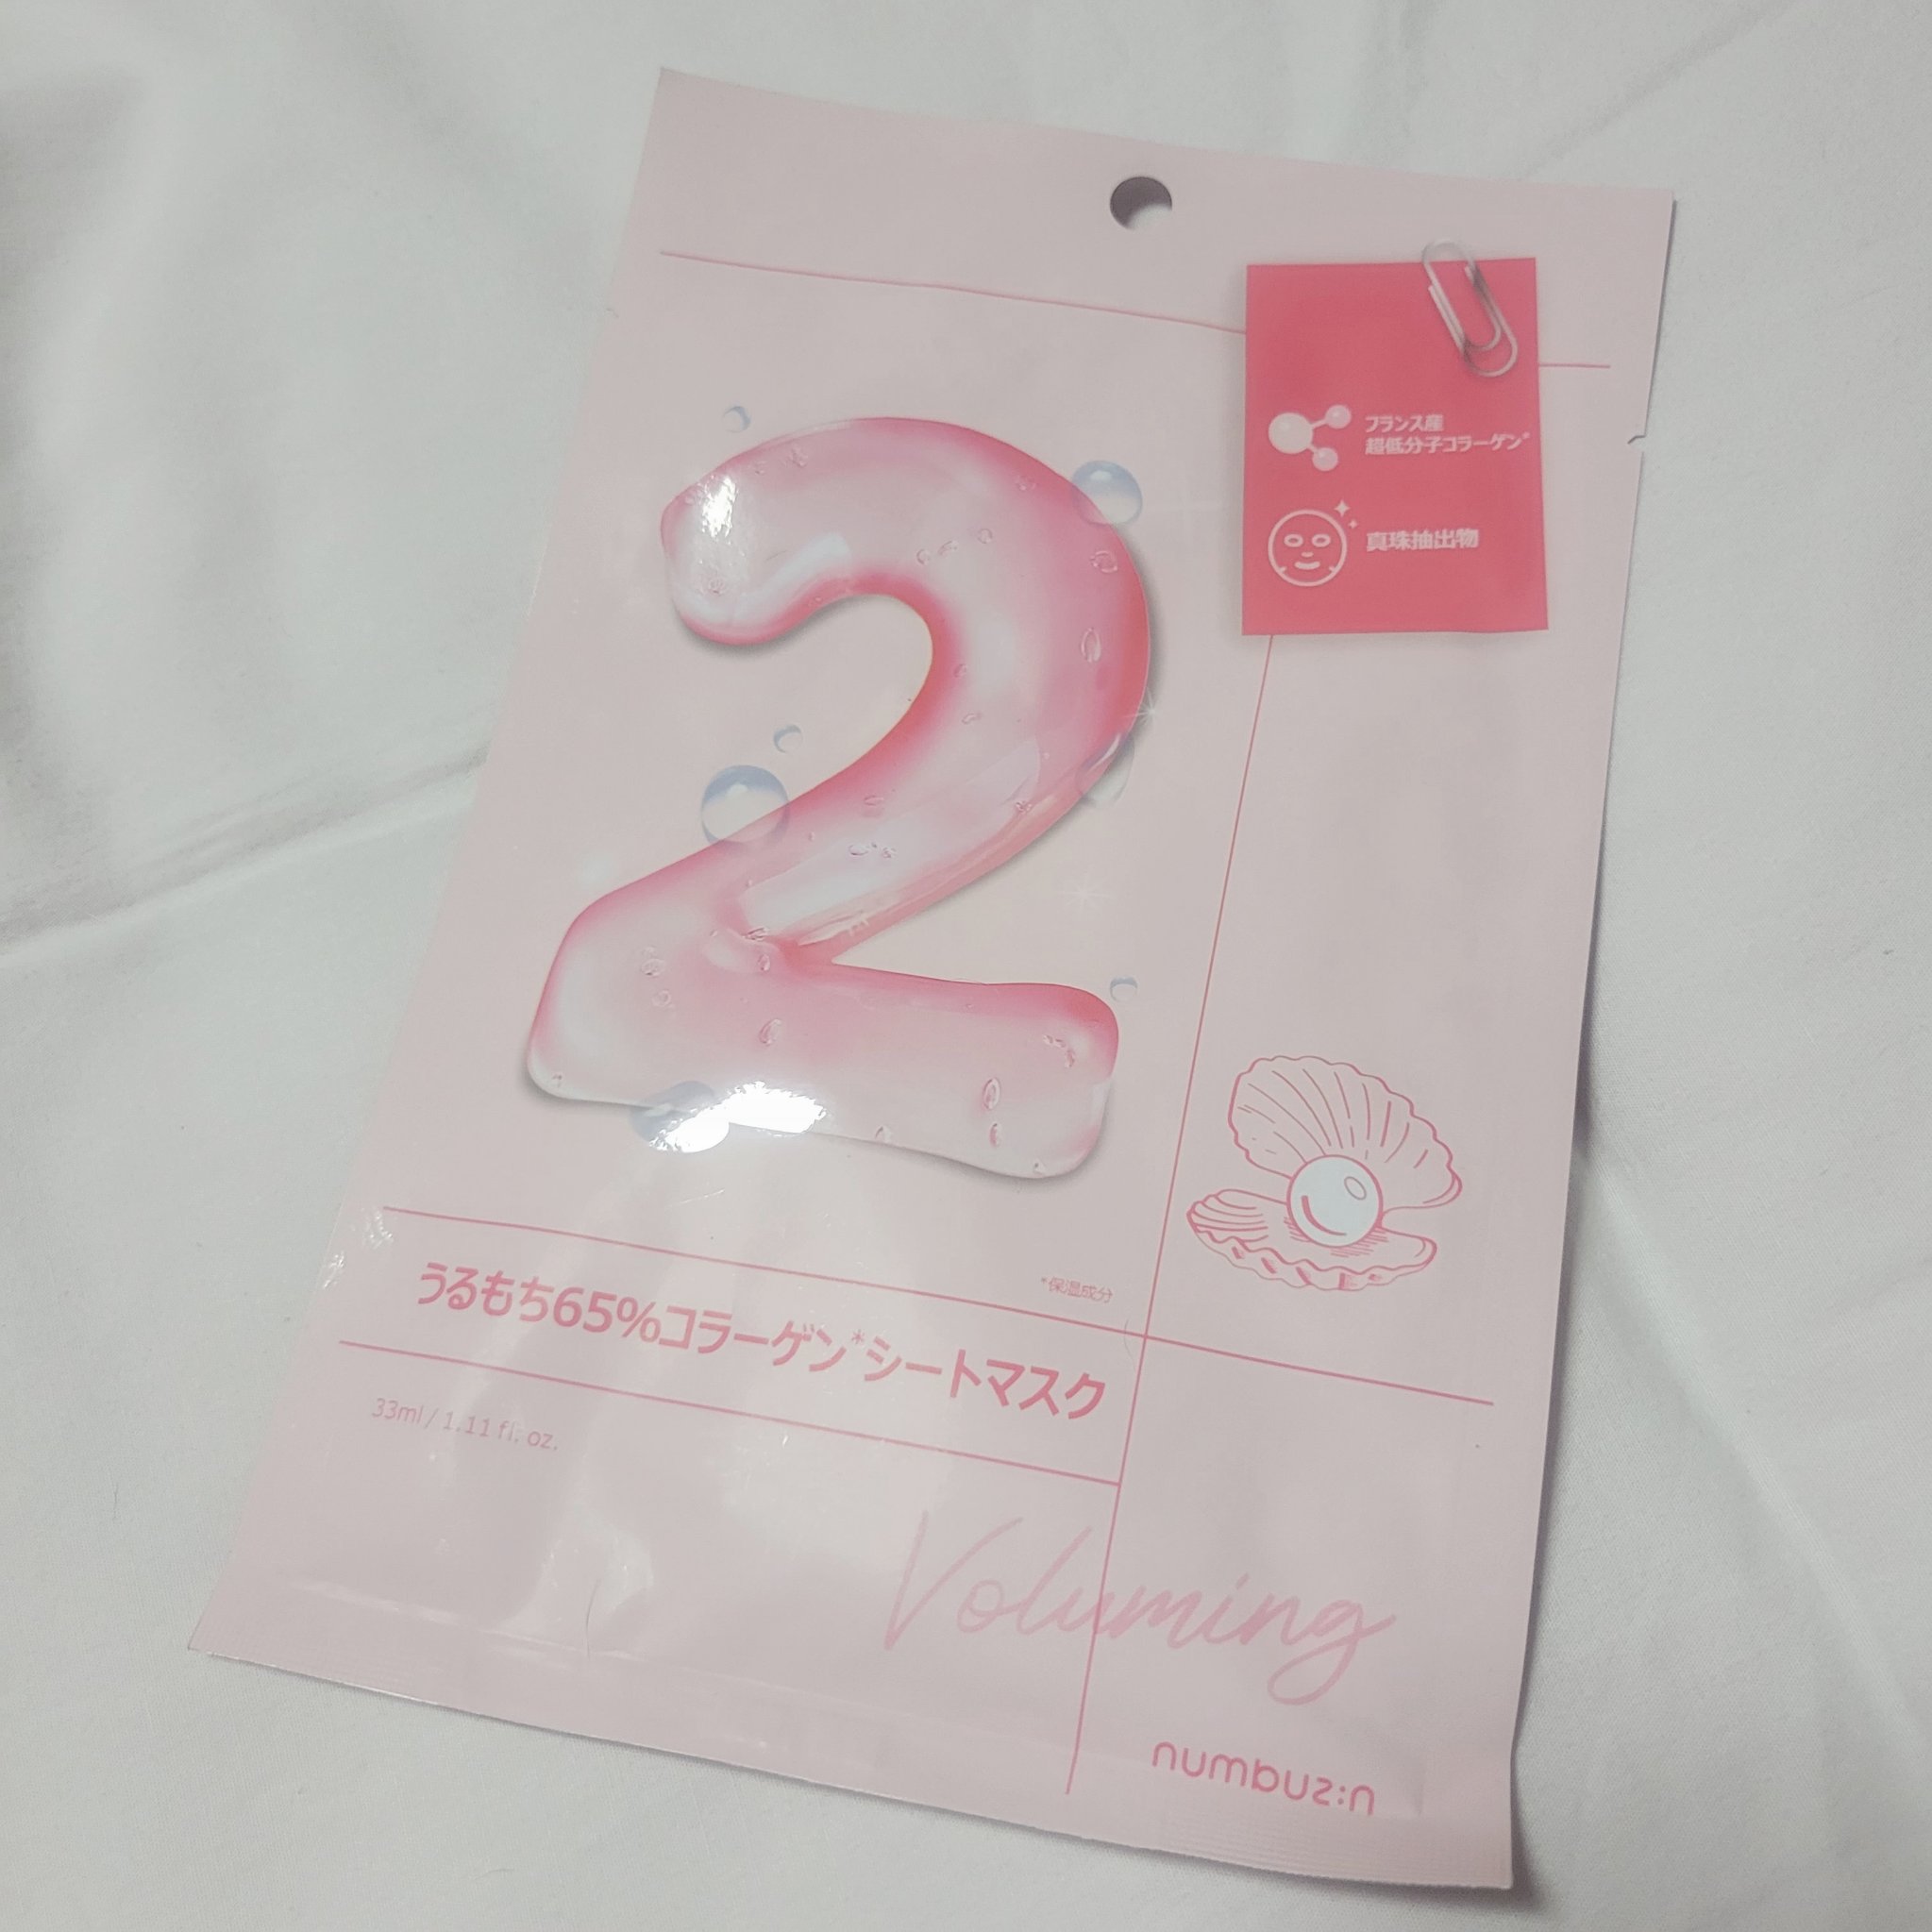 フランス産
超低分子コラーゲン*
真珠抽出物
2
*保湿成分
うるもち65%コラーゲン*シートマスク
33ml / 1.11 fl. oz.
Voluming
numbuz:n